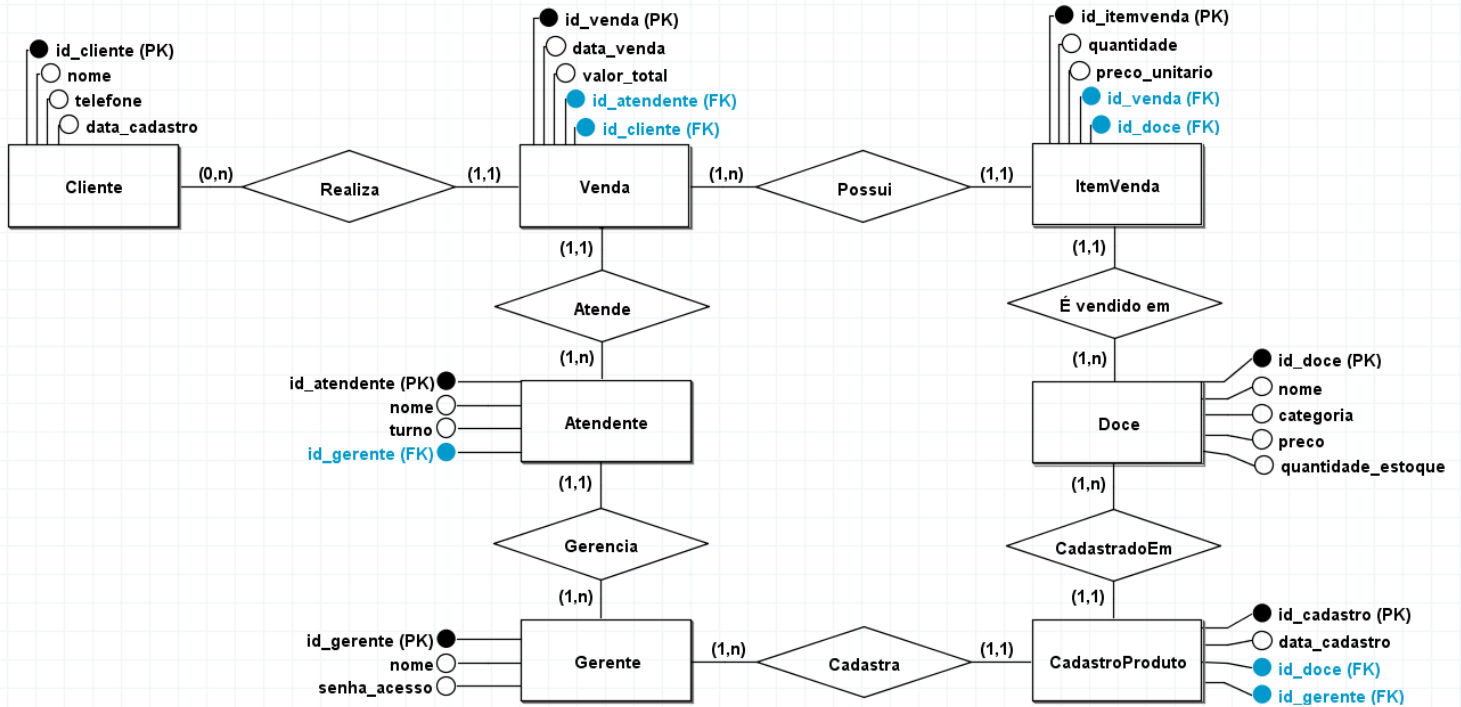 id_cliente (PK)
nome
telefone
data_cadastro
Cliente
(0,n)
Realiza
(1,1)
id_venda (PK)
data_venda
valor_total
id_atendente (FK)
id_cliente (FK)
Venda
(1,n)
Possui
(1,1)
id_itemvenda (PK)
quantidade
preco_unitario
id_venda (FK)
id_doce (FK)
ItemVenda
(1,1)
Atende
(1,n)
(1,1)
É vendido em
(1,n)
id_atendente (PK)
nome
turno
id_gerente (FK)
Atendente
Doce
id_doce (PK)
nome
categoria
preco
quantidade_estoque
(1,1)
Gerencia
(1,n)
(1,n)
CadastradoEm
(1,1)
id_gerente (PK)
nome
senha_acesso
Gerente
(1,n)
Cadastra
(1,1)
CadastroProduto
id_cadastro (PK)
data_cadastro
id_doce (FK)
id_gerente (FK)